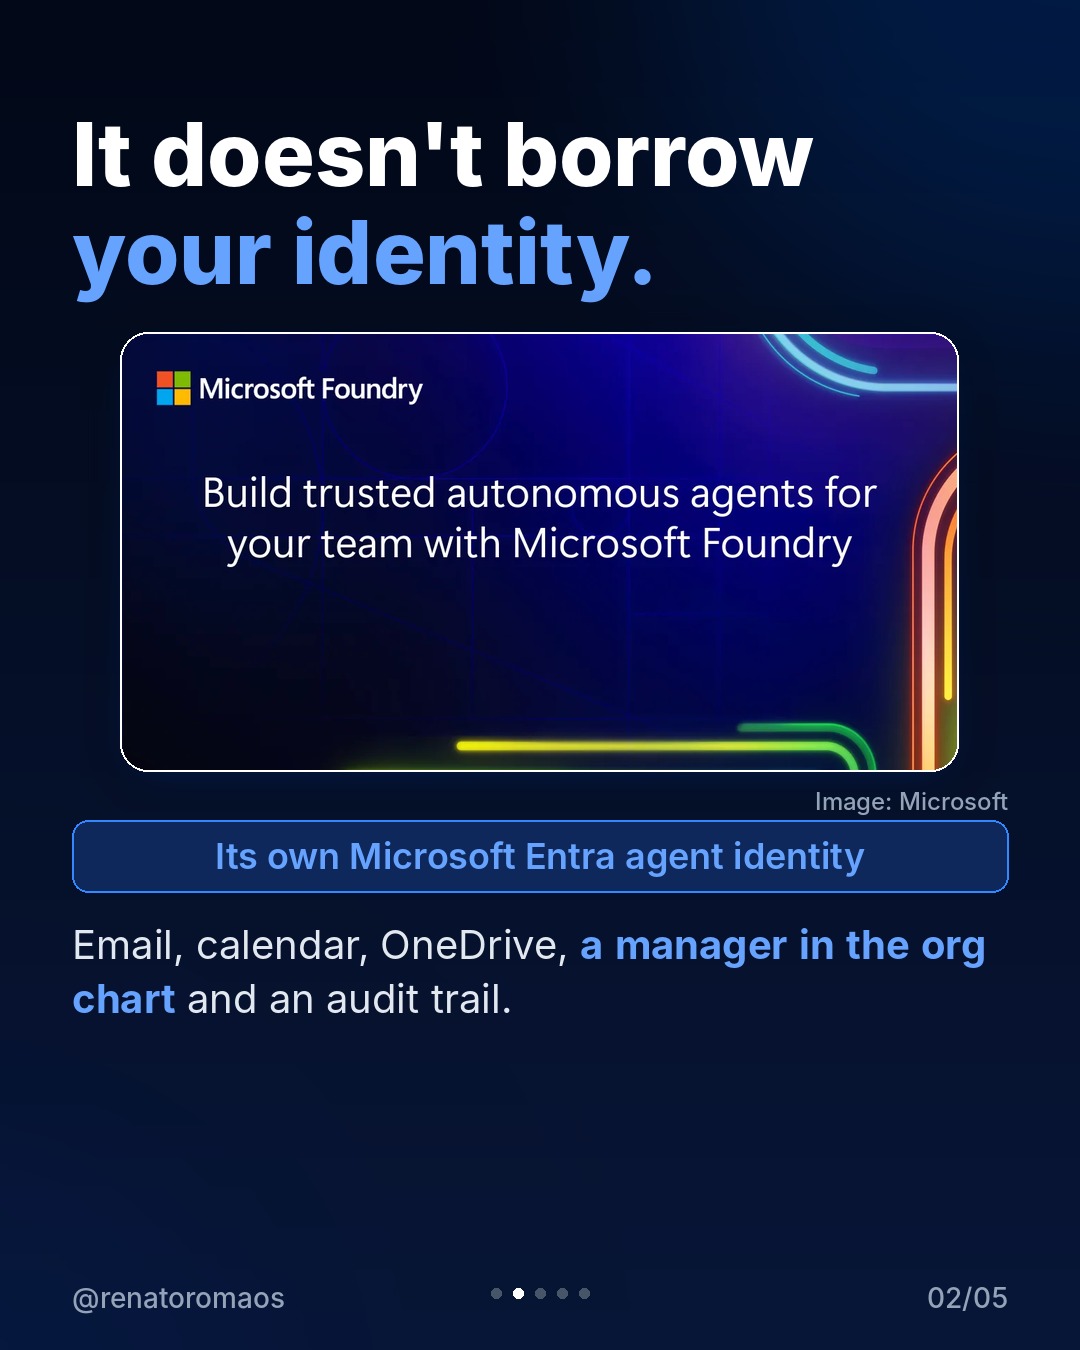 It doesn't borrow
your identity.
Microsoft Foundry
Build trusted autonomous agents for
your team with Microsoft Foundry
Image: Microsoft
Its own Microsoft Entra agent identity
Email, calendar, OneDrive, a manager in the org
chart and an audit trail.
@renatoromaos
02/05